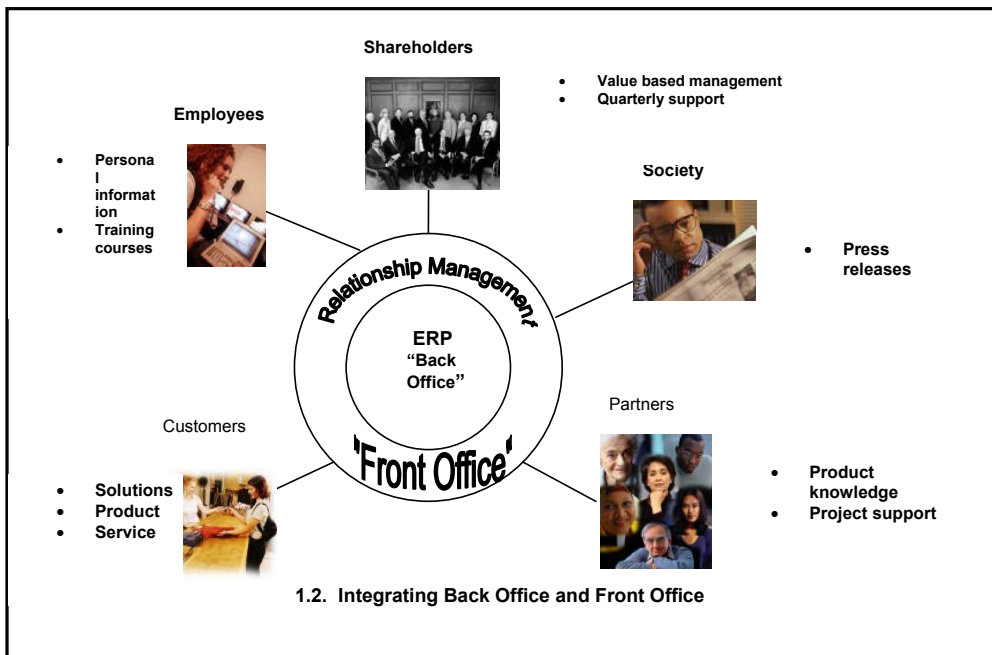 Shareholders
• Value based management
• Quarterly support
Employees
• Persona
l
informat
ion
• Training
courses
Society
• Press
releases
Relationship Management
ERP
“Back
Office”
"Front Office"
Customers
• Solutions
• Product
• Service
Partners
• Product
knowledge
• Project support
1.2. Integrating Back Office and Front Office